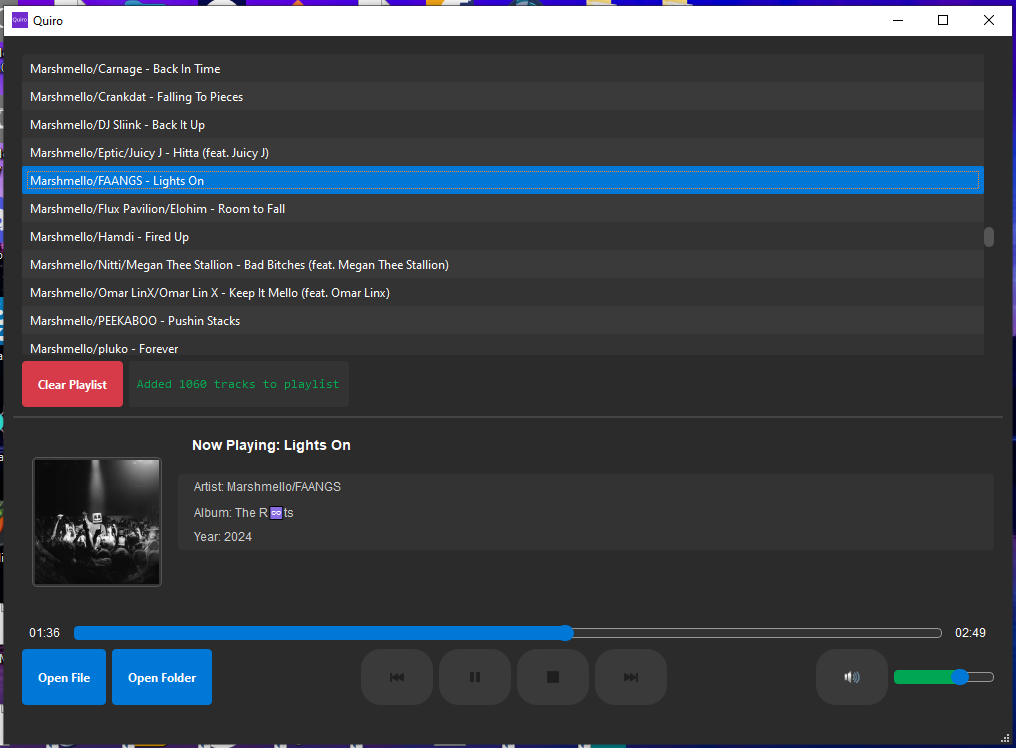 Quiro Quiro
Marshmello/Carnage - Back In Time
Marshmello/Crankdat - Falling To Pieces
Marshmello/DJ Sliink - Back It Up
Marshmello/Eptic/Juicy J - Hitta (feat. Juicy J)
Marshmello/FAANGS - Lights On
Marshmello/Flux Pavilion/Elohim - Room to Fall
Marshmello/Hamdi - Fired Up
Marshmello/Nitti/Megan Thee Stallion - Bad Bitches (feat. Megan Thee Stallion)
Marshmello/Omar LinX/Omar Lin X - Keep It Mello (feat. Omar Linx)
Marshmello/PEEKABOO - Pushin Stacks
Marshmello/pluko - Forever
Clear Playlist Added 1060 tracks to playlist
Now Playing: Lights On
Artist: Marshmello/FAANGS
Album: The R♾️ts
Year: 2024
01:36 02:49
Open File Open Folder